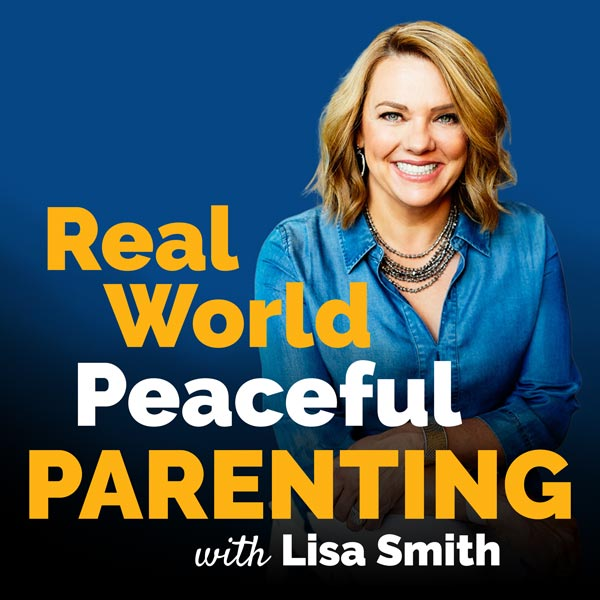 Real
World
Peaceful
PARENTING
with Lisa Smith